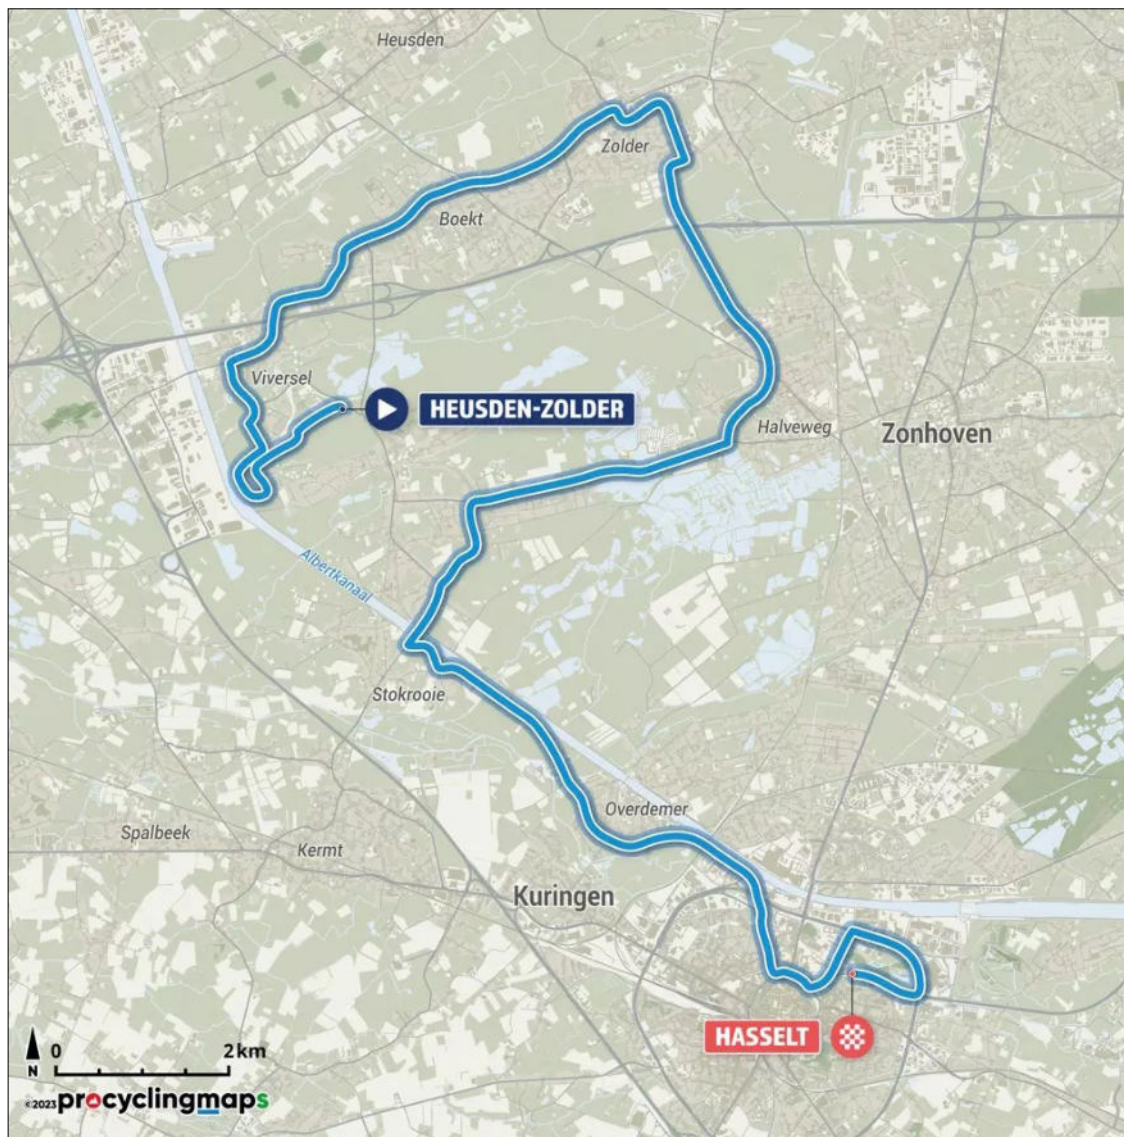 Heusden
Zolder
Boekt
Viversel
HEUSDEN-ZOLDER
Halveweg
Zonhoven
Albertkanaal
Stokrooie
Overdemer
Spalbeek
Kermt
Kuringen
HASSELT
0 2 km
N
©2023 procyclingmaps